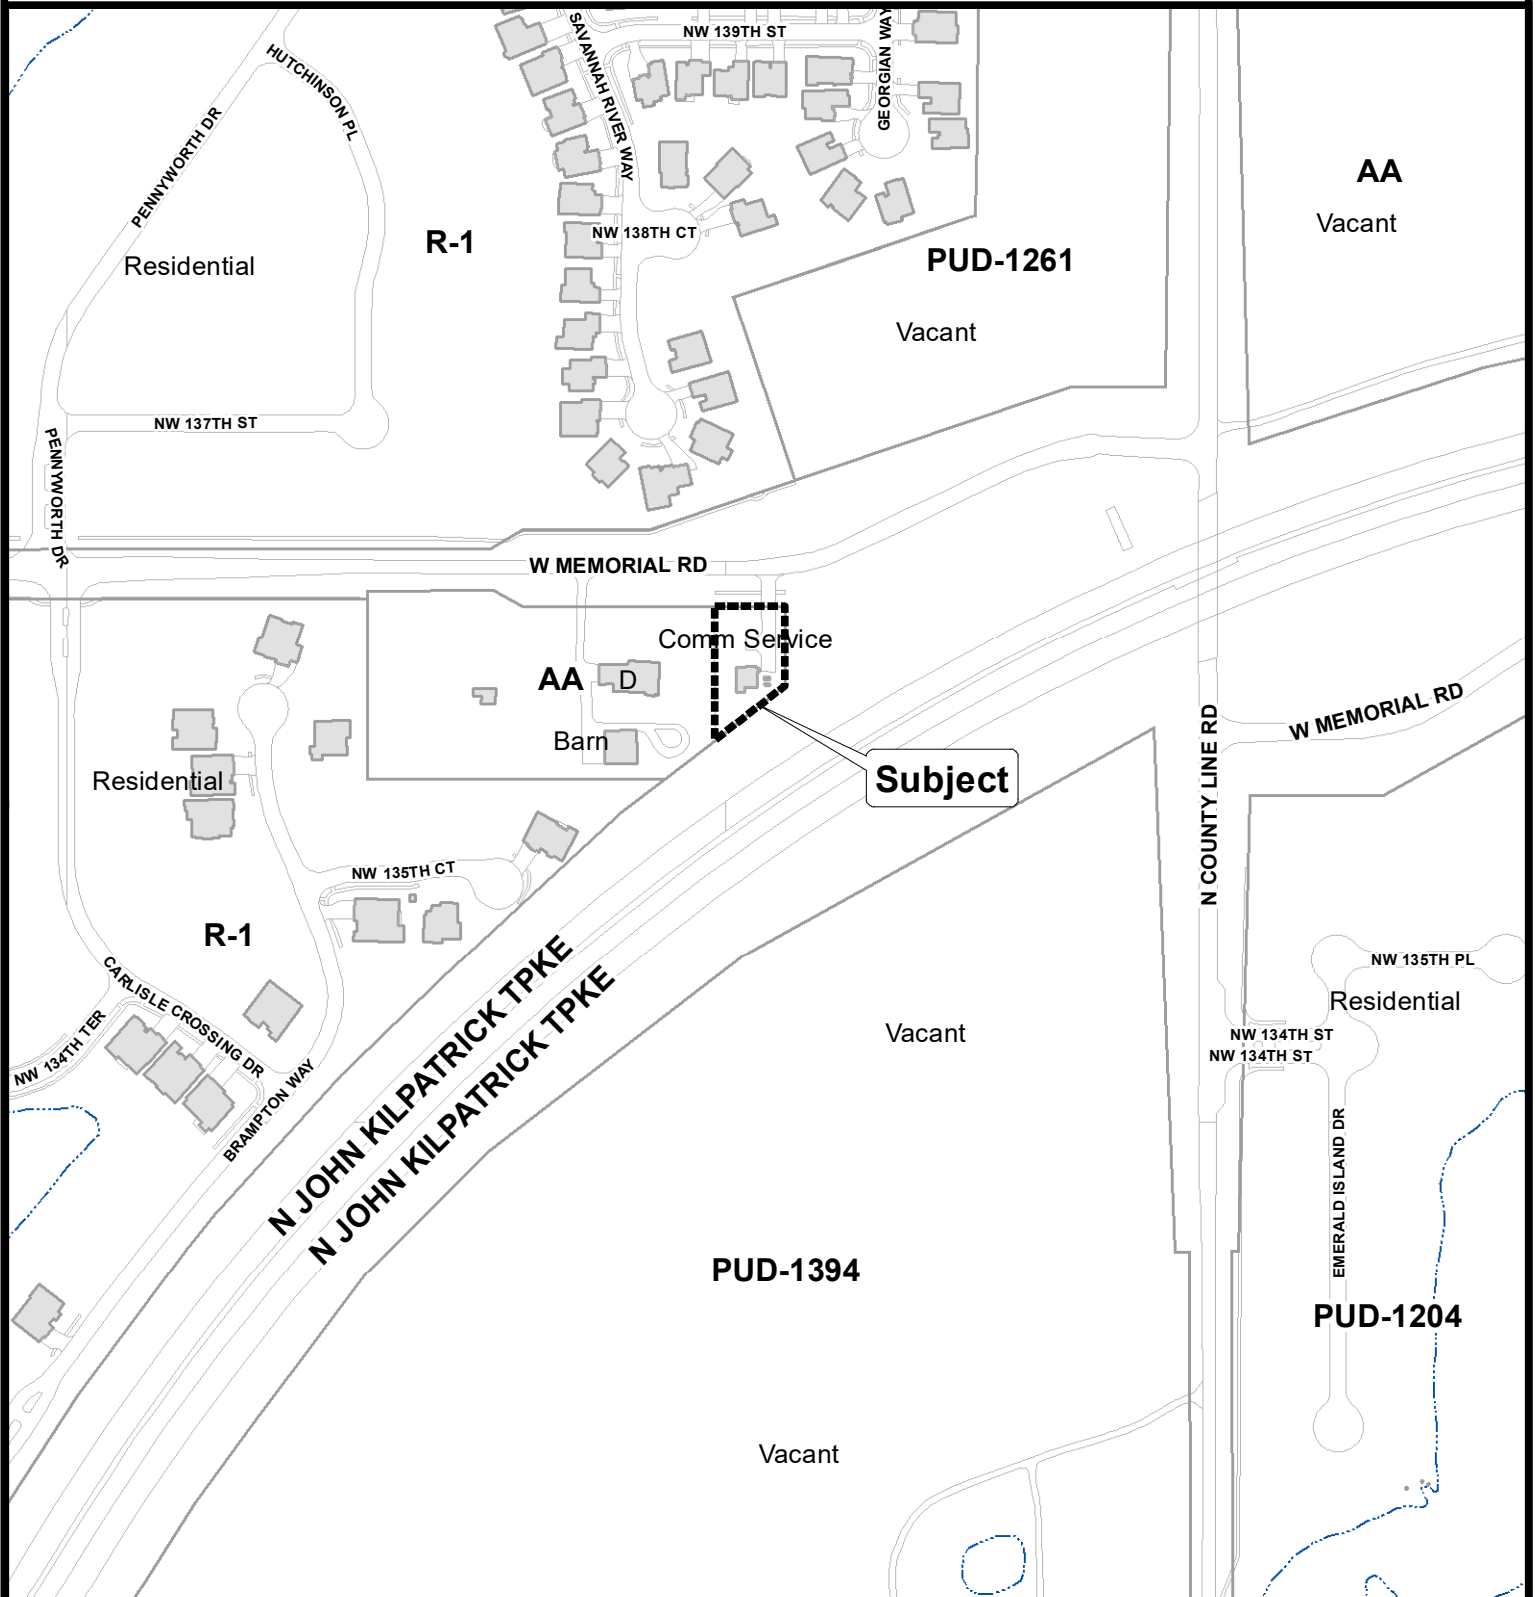 NW 139TH ST
SAVANNAH RIVER WAY
GEORGIAN WAY
HUTCHINSON PL
PENNYWORTH DR
AA
Vacant
NW 138TH CT
R-1
Residential
PUD-1261
Vacant
NW 137TH ST
PENNYWORTH DR
W MEMORIAL RD
Comm Service
AA
D
Barn
W MEMORIAL RD
N COUNTY LINE RD
Subject
Residential
NW 135TH CT
R-1
CARLISLE CROSSING DR
NW 134TH TER
BRAMPTON WAY
N JOHN KILPATRICK TPKE
N JOHN KILPATRICK TPKE
NW 135TH PL
Residential
Vacant
NW 134TH ST
NW 134TH ST
EMERALD ISLAND DR
PUD-1394
PUD-1204
Vacant